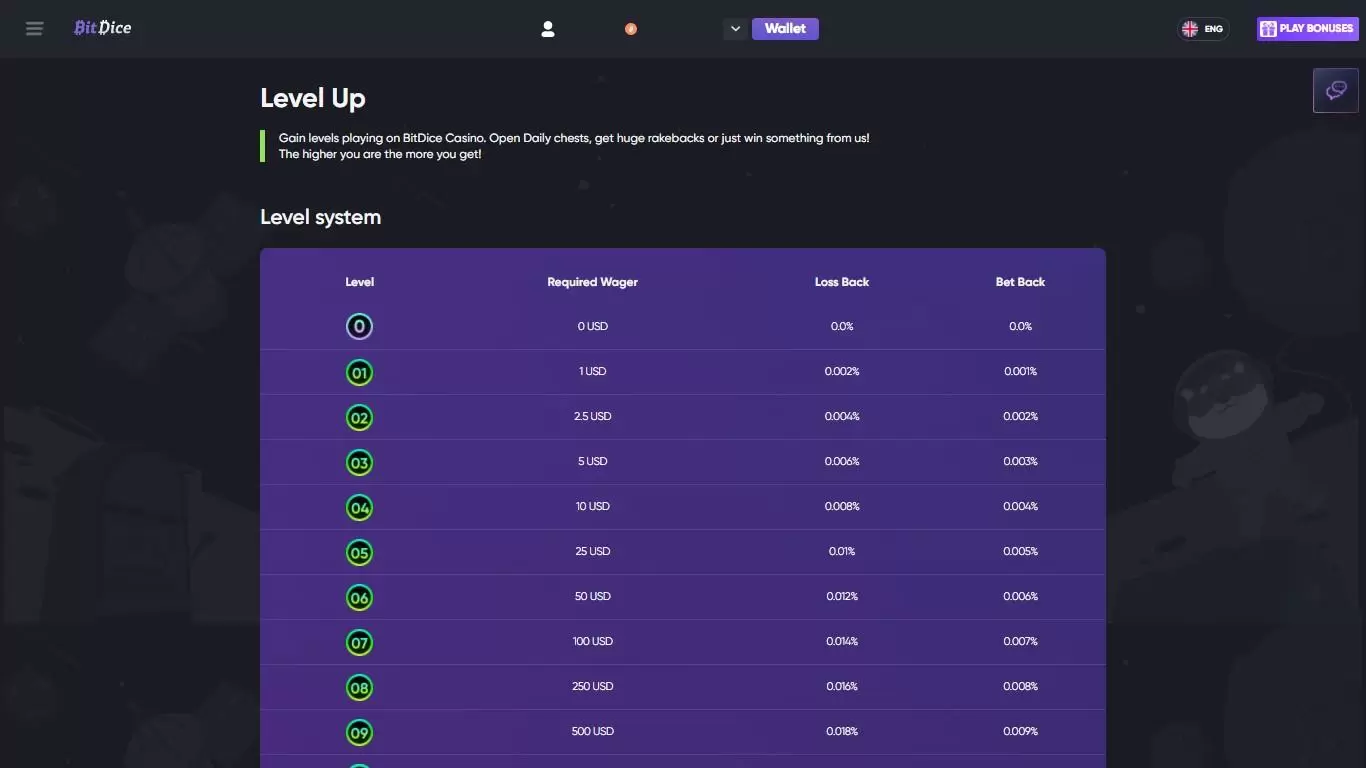 BitDice
Wallet
ENG
PLAY BONUSES
Level Up
Gain levels playing on BitDice Casino. Open Daily chests, get huge rakebacks or just win something from us!
The higher you are the more you get!
Level system
Level Required Wager Loss Back Bet Back
0 0 USD 0.0% 0.0%
01 1 USD 0.002% 0.001%
02 2.5 USD 0.004% 0.002%
03 5 USD 0.006% 0.003%
04 10 USD 0.008% 0.004%
05 25 USD 0.01% 0.005%
06 50 USD 0.012% 0.006%
07 100 USD 0.014% 0.007%
08 250 USD 0.016% 0.008%
09 500 USD 0.018% 0.009%